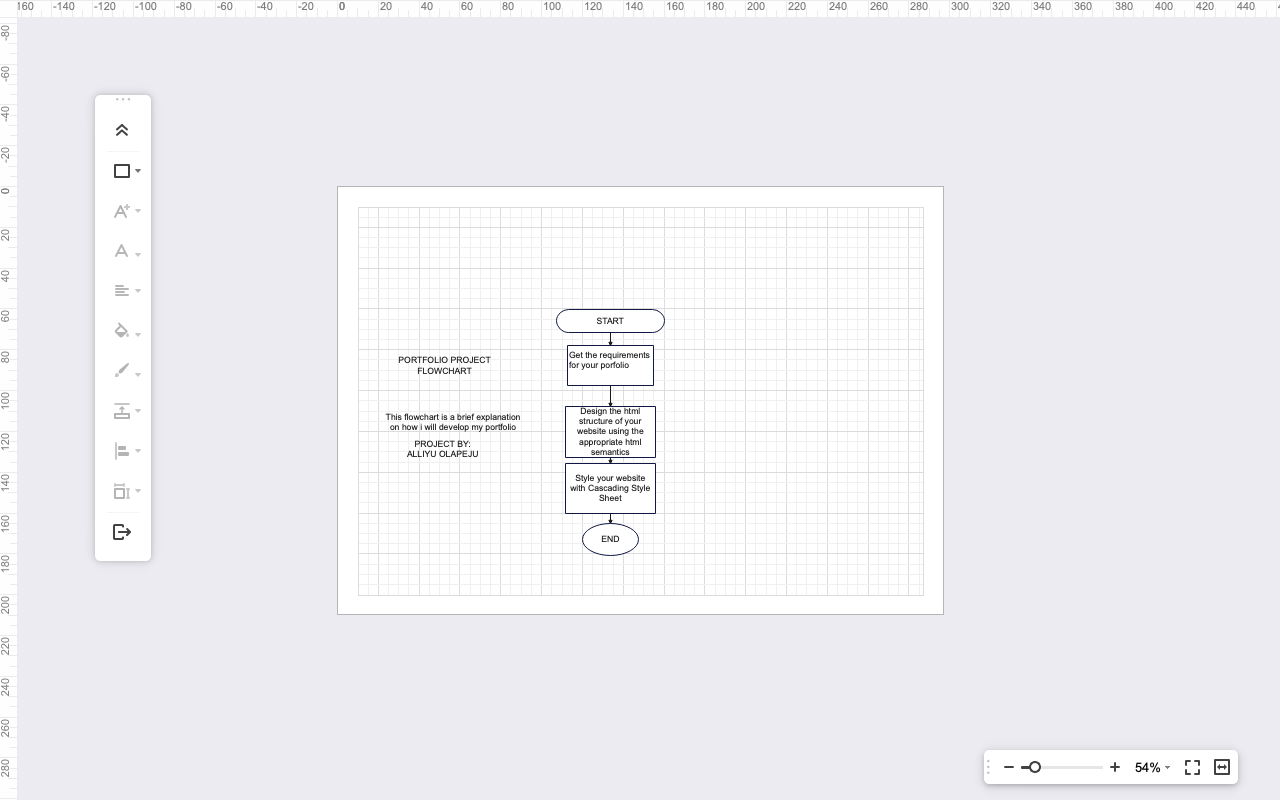 160 -140 -120 -100 -80 -60 -40 -20 0 20 40 60 80 100 120 140 160 180 200 220 240 260 280 300 320 340 360 380 400 420 440
-80
-60
-40
-20
0
20
40
60
80
100
120
140
160
180
200
220
240
260
280
START
Get the requirements
for your porfolio
PORTFOLIO PROJECT
FLOWCHART
This flowchart is a brief explanation
on how i will develop my portfolio
PROJECT BY:
ALLIYU OLAPEJU
Design the html
structure of your
website using the
appropriate html
semantics
Style your website
with Cascading Style
Sheet
END
54%